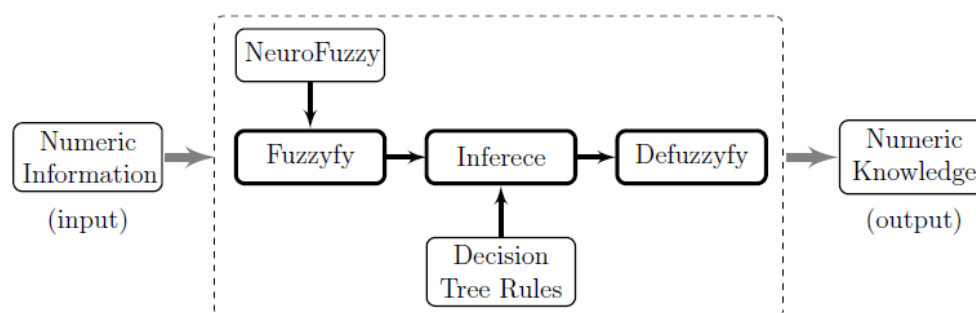 NeuroFuzzy
Numeric
Information
(input)
Fuzzyfy
Inferece
Defuzzyfy
Numeric
Knowledge
(output)
Decision
Tree Rules